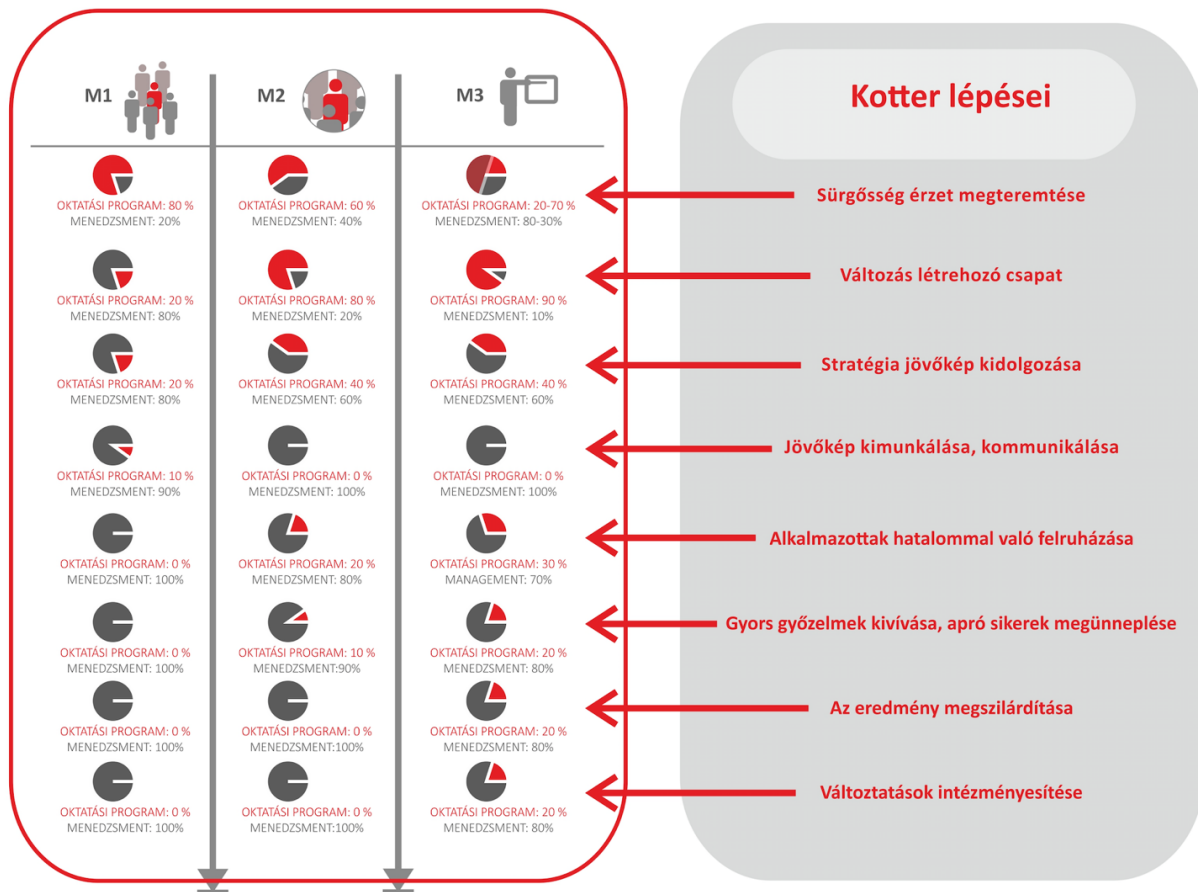 M1
M2
M3
Kotter lépései
OKTATÁSI PROGRAM: 80 %
MENEDZSMENT: 20%
OKTATÁSI PROGRAM: 60 %
MENEDZSMENT: 40%
OKTATÁSI PROGRAM: 20-70 %
MENEDZSMENT: 80-30%
Sürgősség érzet megteremtése
OKTATÁSI PROGRAM: 20 %
MENEDZSMENT: 80%
OKTATÁSI PROGRAM: 80 %
MENEDZSMENT: 20%
OKTATÁSI PROGRAM: 90 %
MENEDZSMENT: 10%
Változás létrehozó csapat
OKTATÁSI PROGRAM: 20 %
MENEDZSMENT: 80%
OKTATÁSI PROGRAM: 40 %
MENEDZSMENT: 60%
OKTATÁSI PROGRAM: 40 %
MENEDZSMENT: 60%
Stratégia jövőkép kidolgozása
OKTATÁSI PROGRAM: 10 %
MENEDZSMENT: 90%
OKTATÁSI PROGRAM: 0 %
MENEDZSMENT: 100%
OKTATÁSI PROGRAM: 0 %
MENEDZSMENT: 100%
Jövőkép kimunkálása, kommunikálása
OKTATÁSI PROGRAM: 0 %
MENEDZSMENT: 100%
OKTATÁSI PROGRAM: 20 %
MENEDZSMENT: 80%
OKTATÁSI PROGRAM: 30 %
MANAGEMENT: 70%
Alkalmazottak hatalommal való felruházása
OKTATÁSI PROGRAM: 0 %
MENEDZSMENT: 100%
OKTATÁSI PROGRAM: 10 %
MENEDZSMENT:90%
OKTATÁSI PROGRAM: 20 %
MENEDZSMENT: 80%
Gyors győzelmek kivívása, apró sikerek megünneplése
OKTATÁSI PROGRAM: 0 %
MENEDZSMENT: 100%
OKTATÁSI PROGRAM: 0 %
MENEDZSMENT:100%
OKTATÁSI PROGRAM: 20 %
MENEDZSMENT: 80%
Az eredmény megszilárdítása
OKTATÁSI PROGRAM: 0 %
MENEDZSMENT: 100%
OKTATÁSI PROGRAM: 0 %
MENEDZSMENT:100%
OKTATÁSI PROGRAM: 20 %
MENEDZSMENT: 80%
Változtatások intézményesítése